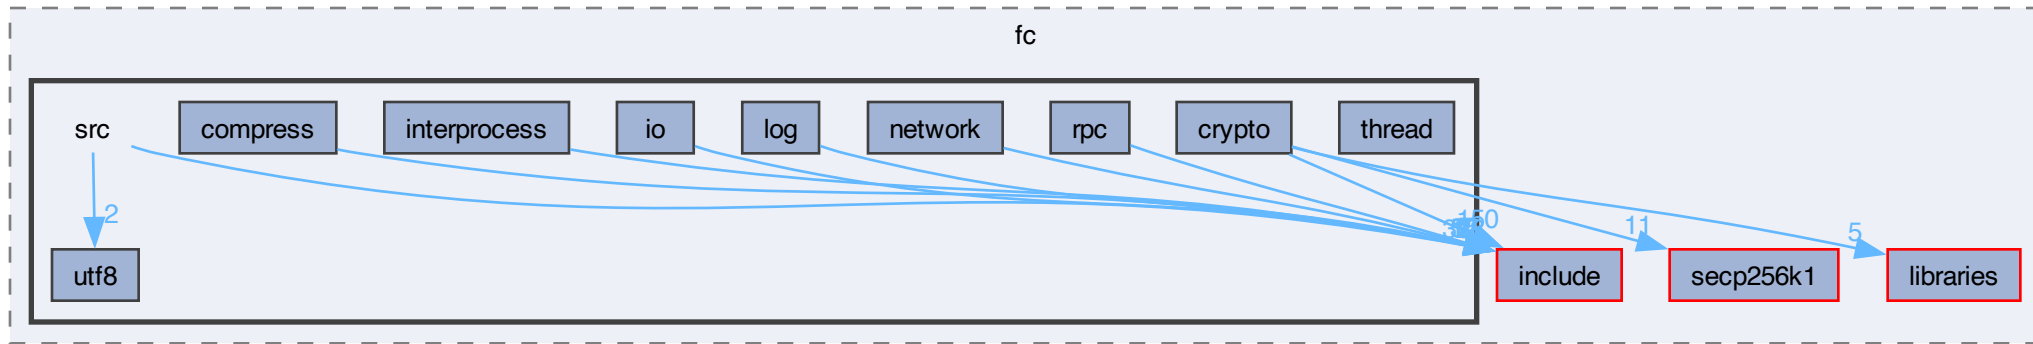 fc
src
compress
interprocess
io
log
network
rpc
crypto
thread
2
11
5
utf8
include
secp256k1
libraries